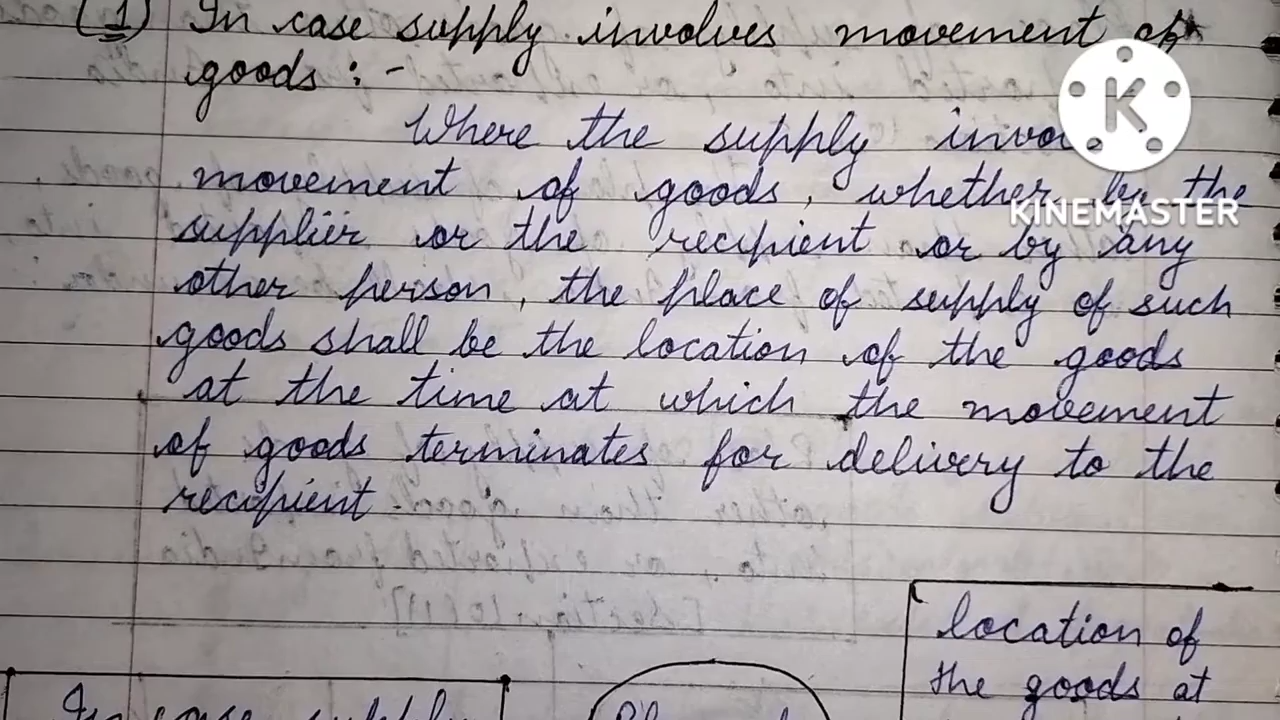 (1) In case supply involves movement of
goods : -
Where the supply invo
movement of goods, whether by the
supplier or the recipient or by any
other person, the place of supply of such
goods shall be the location of the goods
at the time at which the movement
of goods terminates for delivery to the
recipient.
location of
the goods at
In case supply
K
KINEMASTER